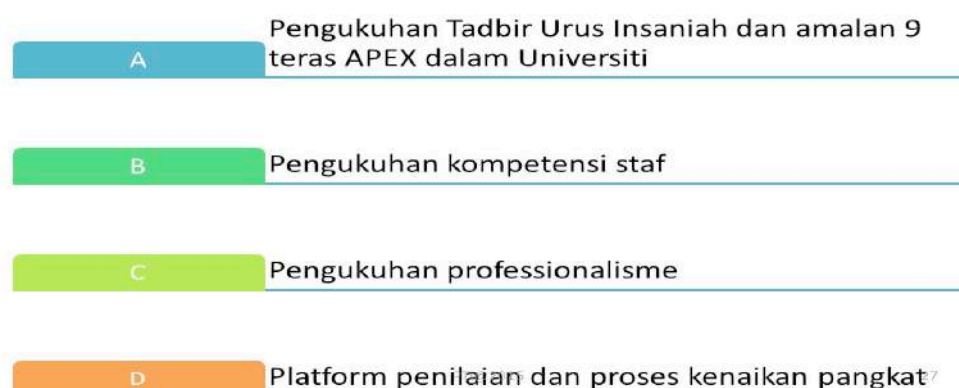 A
Pengukuhan Tadbir Urus Insaniah dan amalan 9
teras APEX dalam Universiti
B
Pengukuhan kompetensi staf
C
Pengukuhan professionalisme
D
Platform penilaian dan proses kenaikan pangkat
27